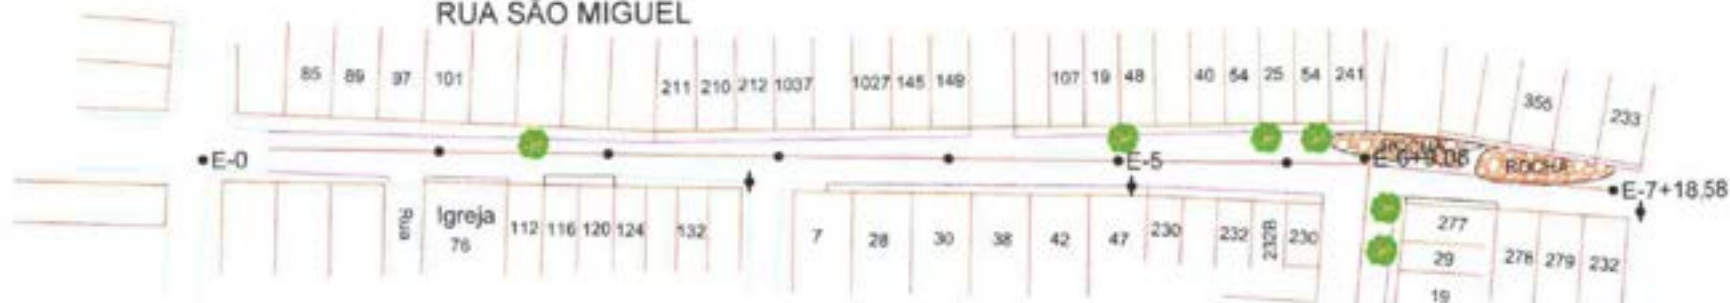 RUA SÃO MIGUEL
85 89 97 101 211 210 212 1037 1027 145 149 107 19 48 40 54 25 54 241 355 233
E-0 E-5 E-6+9.06 ROCHA E-7+18.58
Rua Igreja 112 116 120 124 132 7 28 30 38 42 47 230 232 232B 230 277
76 29 278 279 232
19